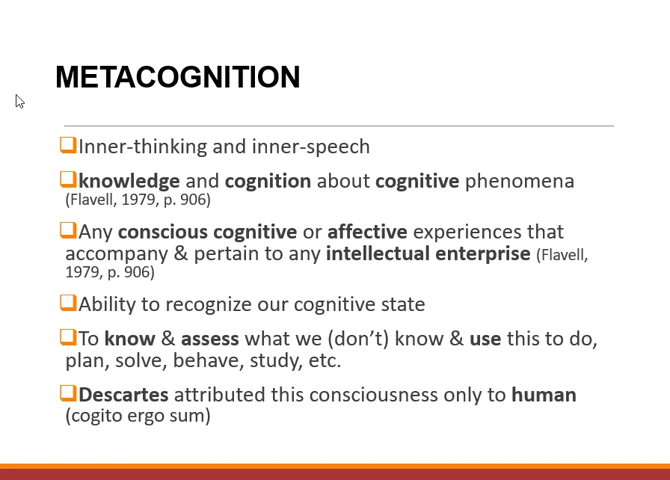 METACOGNITION
Inner-thinking and inner-speech
knowledge and cognition about cognitive phenomena
(Flavell, 1979, p. 906)
Any conscious cognitive or affective experiences that
accompany & pertain to any intellectual enterprise (Flavell,
1979, p. 906)
Ability to recognize our cognitive state
To know & assess what we (don’t) know & use this to do,
plan, solve, behave, study, etc.
Descartes attributed this consciousness only to human
(cogito ergo sum)